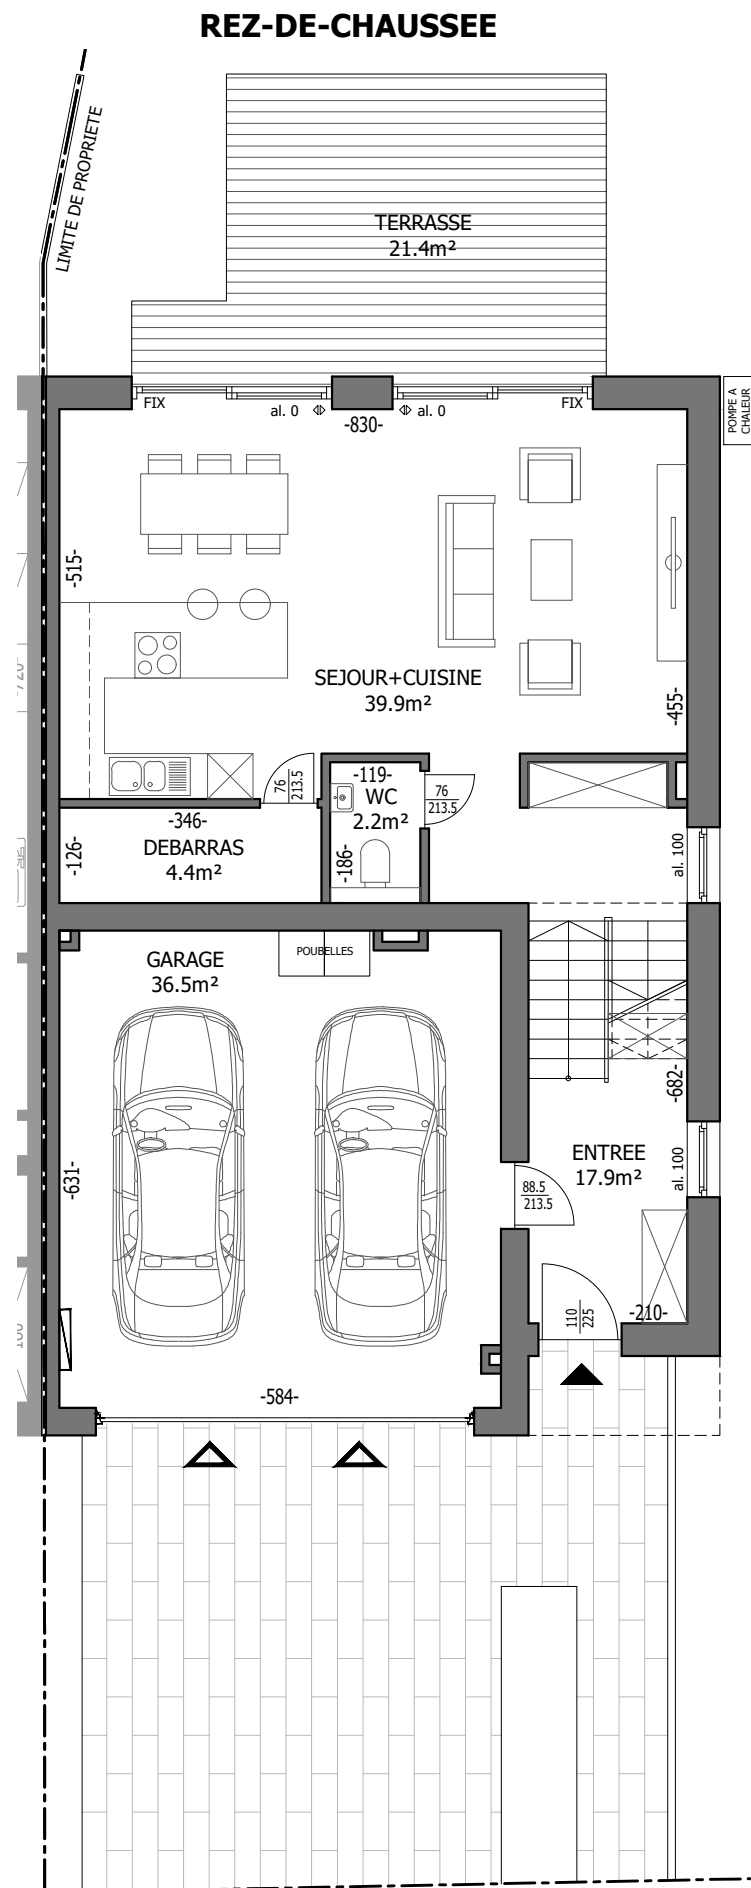 REZ-DE-CHAUSSEE
LIMITE DE PROPRIETE
TERRASSE
21.4m²
POMPE A
CHALEUR
FIX
al. 0
al. 0
FIX
-830-
-515-
SEJOUR+CUISINE
39.9m²
-455-
76
213.5
-119-
WC
2.2m²
76
213.5
-346-
DEBARRAS
4.4m²
-126-
-186-
al. 100
GARAGE
36.5m²
POUBELLES
-682-
ENTREE
17.9m²
al. 100
88.5
213.5
-631-
110
225
-210-
-584-